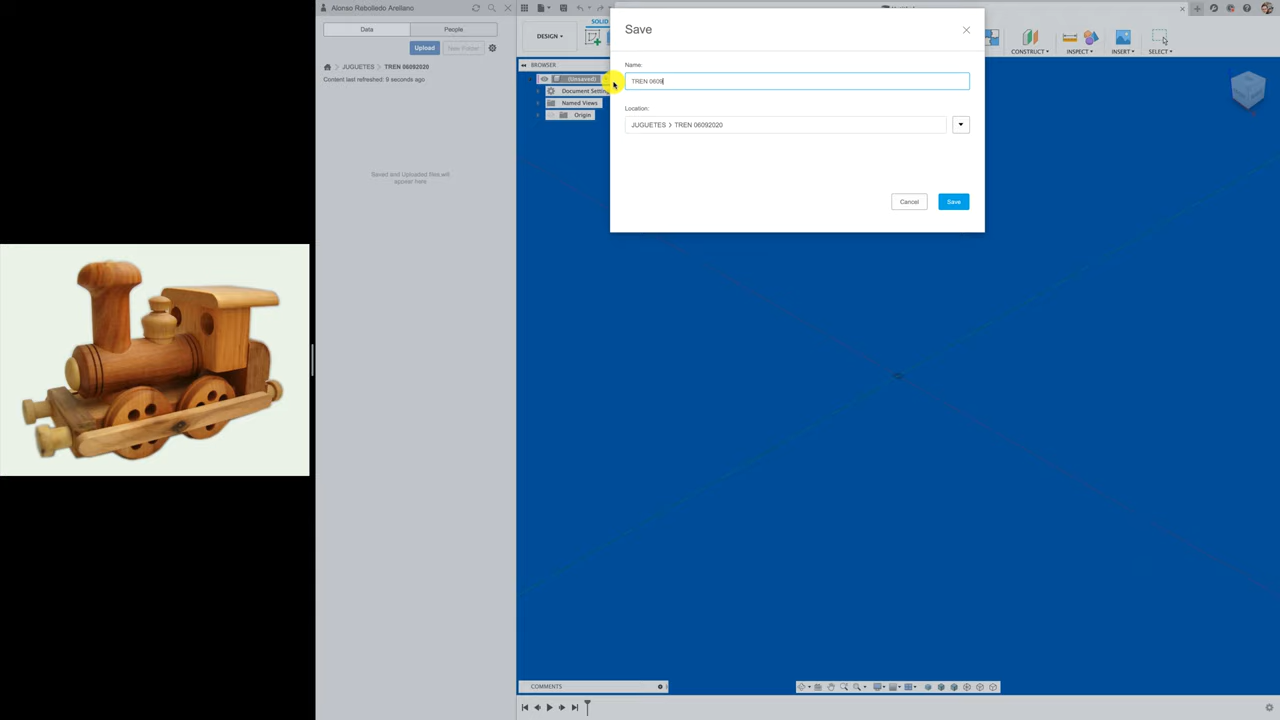 Alonso Rebolledo Arellano
Data
People
Upload
New Folder
JUGUETES > TREN 06092020
Content last refreshed: 9 seconds ago
Saved and Uploaded files will
appear here
SOLID
DESIGN
CONSTRUCT
INSPECT
INSERT
SELECT
BROWSER
(Unsaved)
Document Setting
Named Views
Origin
Save
Name:
TREN 0609
Location:
JUGUETES > TREN 06092020
Cancel
Save
COMMENTS